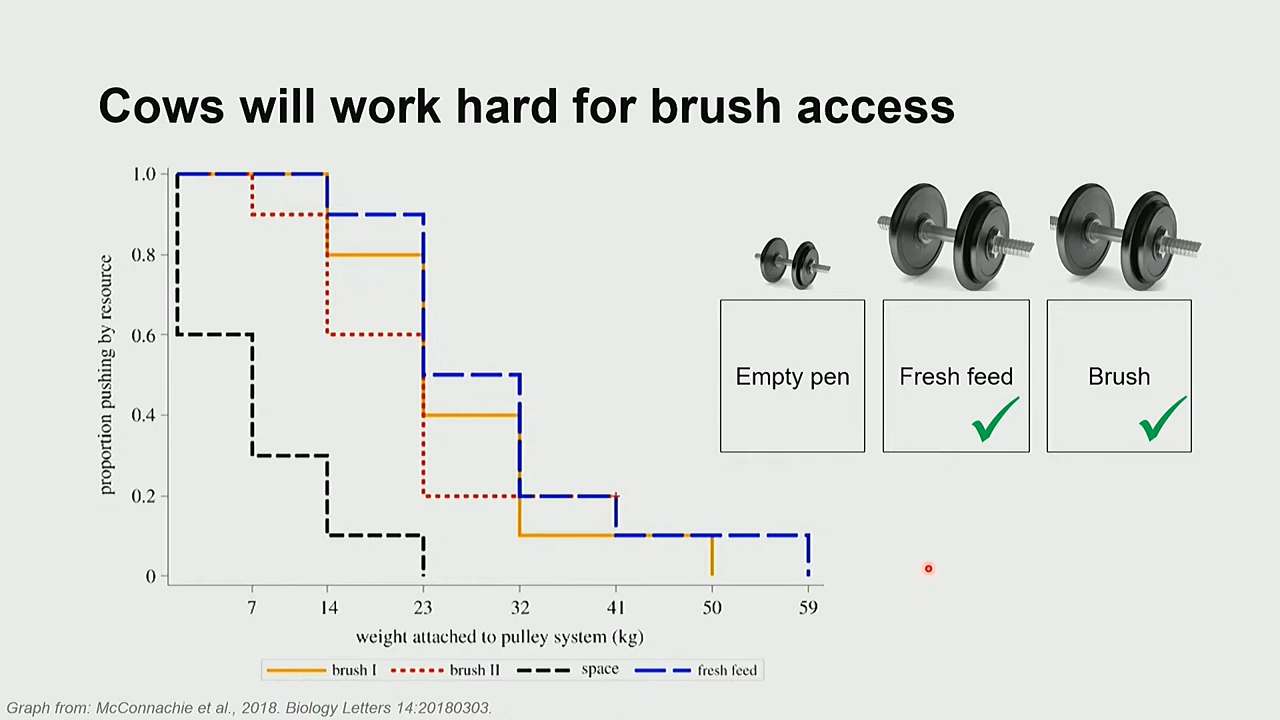 Cows will work hard for brush access
1.0
0.8
0.6
0.4
0.2
0
proportion pushing by resource
7 14 23 32 41 50 59
weight attached to pulley system (kg)
brush I brush II space fresh feed
Empty pen
Fresh feed
Brush
Graph from: McConnachie et al., 2018. Biology Letters 14:20180303.